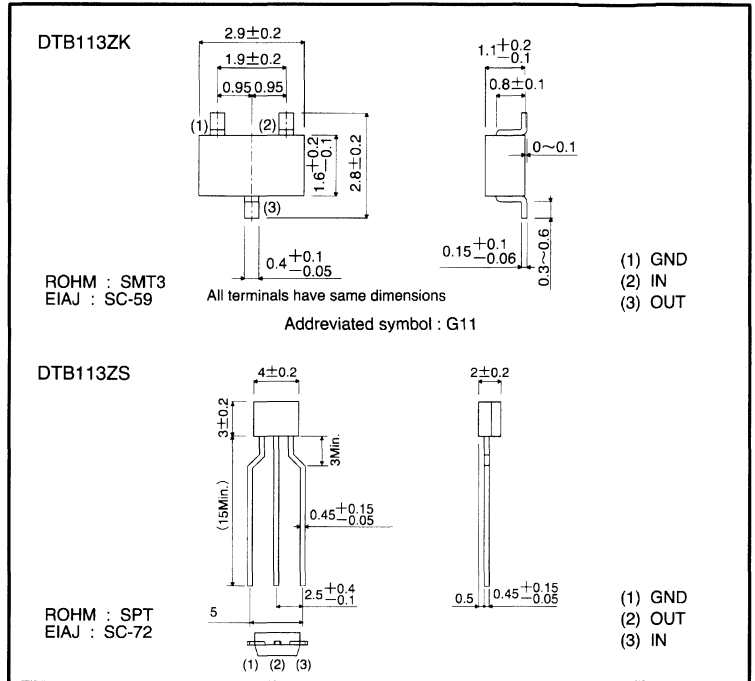 DTB113ZK
2.9±0.2
1.9±0.2
0.95 0.95
(1)
(2)
(3)
1.6 +0.2 −0.1
2.8±0.2
0.4 +0.1 −0.05
All terminals have same dimensions
1.1 +0.2 −0.1
0.8±0.1
0~0.1
0.15 +0.1 −0.06
0.3~0.6
ROHM : SMT3
EIAJ : SC-59
Addreviated symbol : G11
(1) GND
(2) IN
(3) OUT
DTB113ZS
4±0.2
3±0.2
(15Min.)
3Min.
0.45 +0.15 −0.05
2.5 +0.4 −0.1
5
(1) (2) (3)
2±0.2
0.5
0.45 +0.15 −0.05
ROHM : SPT
EIAJ : SC-72
(1) GND
(2) OUT
(3) IN